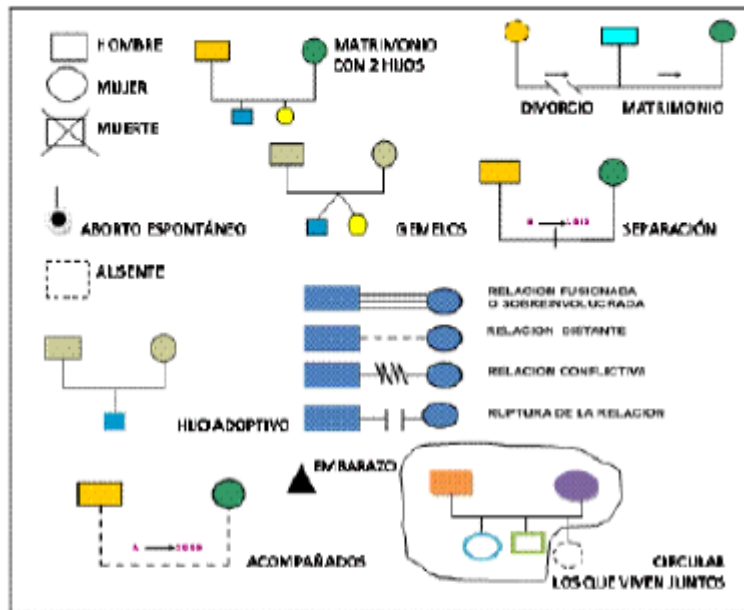 HOMBRE
MUJER
MUERTE
MATRIMONIO
CON 2 HIJOS
DIVORCIO MATRIMONIO
ABORTO ESPONTÁNEO
GEMELOS
SEPARACIÓN
AUSENTE
RELACION FUSIONADA
O SOBREINVOLUCRADA
RELACION DISTANTE
RELACION CONFLICTIVA
RUPTURA DE LA RELACION
HIJO ADOPTIVO
EMBARAZO
ACOMPAÑADOS
CIRCULAR
LOS QUE VIVEN JUNTOS